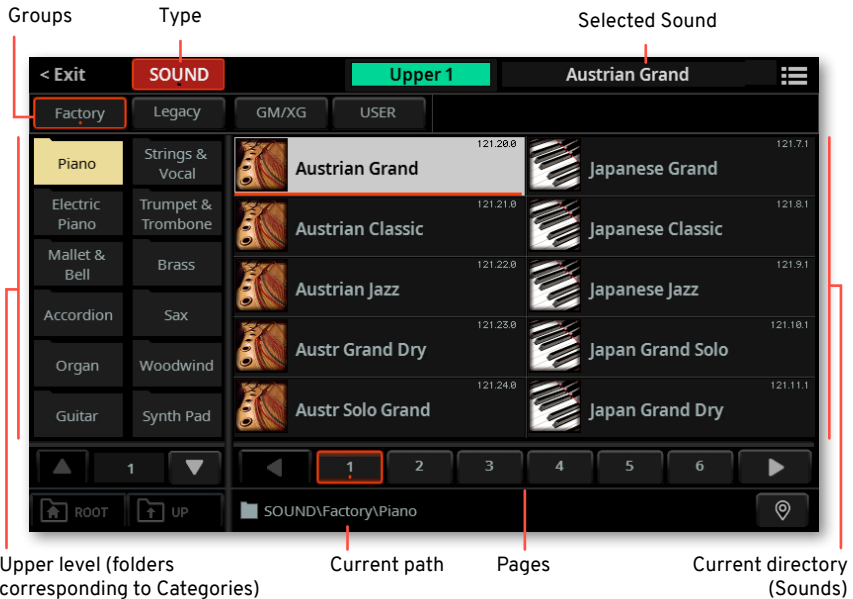 Groups
Type
Selected Sound
< Exit
SOUND
Upper 1
Austrian Grand
Factory
Legacy
GM/XG
USER
Piano
Strings &
Vocal
Electric
Piano
Trumpet &
Trombone
Mallet &
Bell
Brass
Accordion
Sax
Organ
Woodwind
Guitar
Synth Pad
121.20.0
Austrian Grand
121.7.1
Japanese Grand
121.21.0
Austrian Classic
121.8.1
Japanese Classic
121.22.0
Austrian Jazz
121.9.1
Japanese Jazz
121.23.0
Austr Grand Dry
121.10.1
Japan Grand Solo
121.24.0
Austr Solo Grand
121.11.1
Japan Grand Dry
1
1
2
3
4
5
6
ROOT
UP
SOUND\Factory\Piano
Upper level (folders
corresponding to Categories)
Current path
Pages
Current directory
(Sounds)